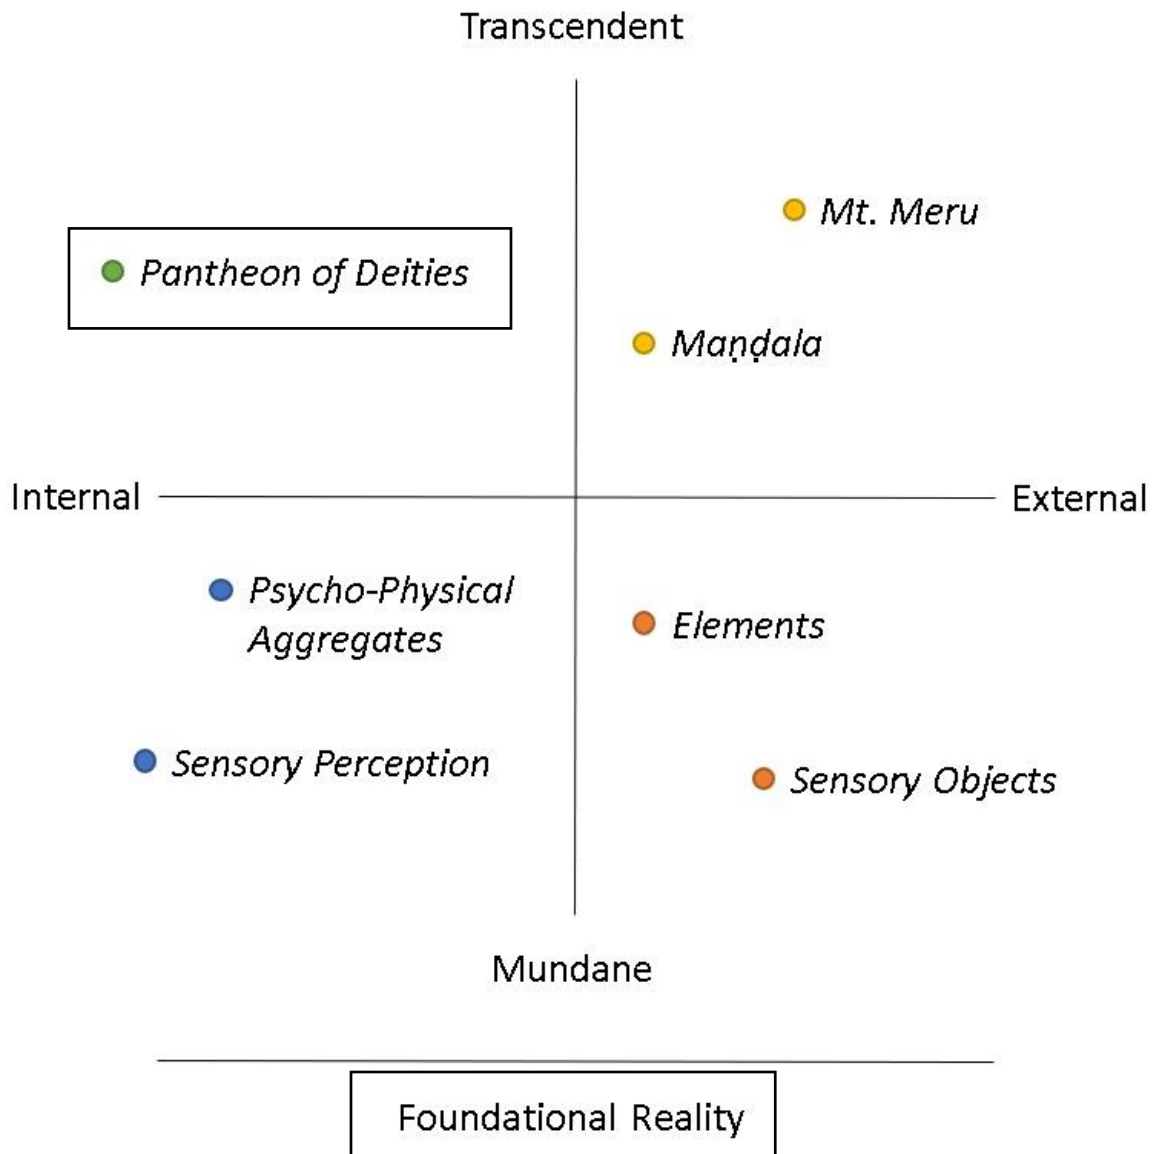 Transcendent
Mt. Meru
Pantheon of Deities
Maṇḍala
Internal
External
Psycho-Physical
Aggregates
Elements
Sensory Perception
Sensory Objects
Mundane
Foundational Reality